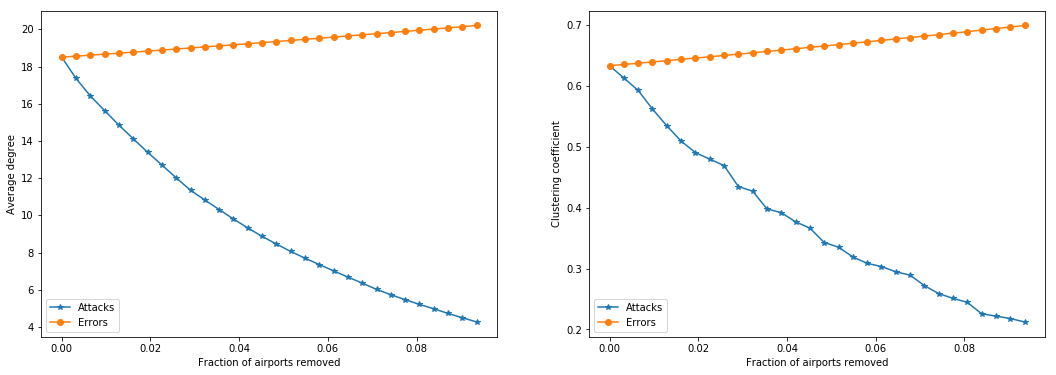 20
18
16
14
12
10
8
6
4
Average degree
Attacks
Errors
0.00 0.02 0.04 0.06 0.08
Fraction of airports removed
0.7
0.6
0.5
0.4
0.3
0.2
Clustering coefficient
Attacks
Errors
0.00 0.02 0.04 0.06 0.08
Fraction of airports removed